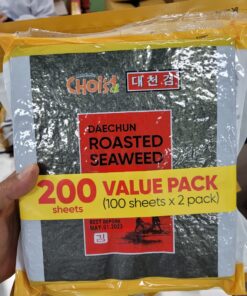 CHOI'S
대천김
DAECHUN
ROASTED
SEAWEED
200 VALUE PACK
sheets (100 sheets x 2 pack)
BEST BEFORE
MAY.01.2023
김